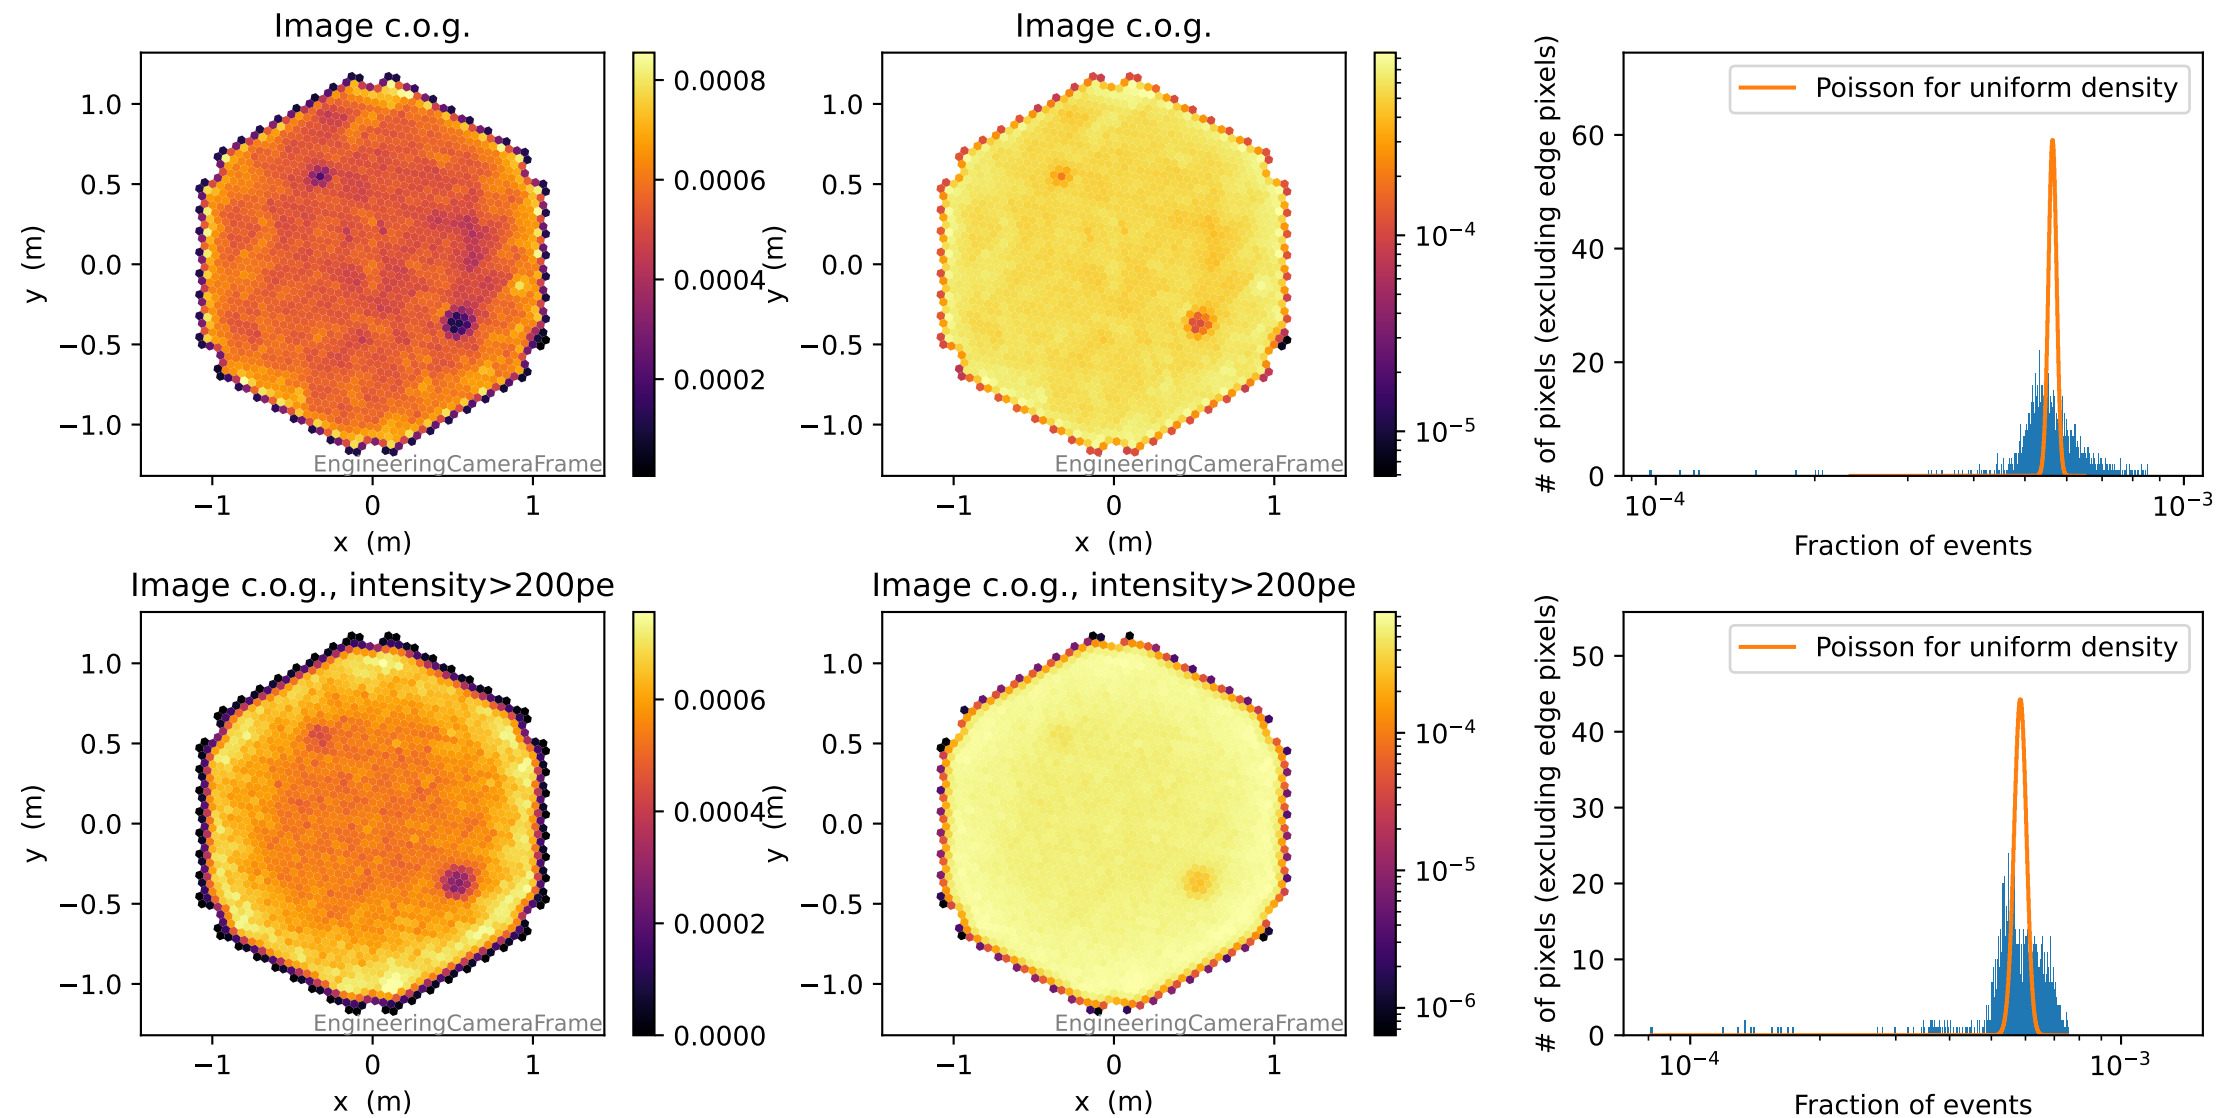 Image c.o.g.
1.0
0.5
0.0
−0.5
−1.0
y (m)
−1 0 1
x (m)
EngineeringCameraFrame
0.0008
0.0006
0.0004
0.0002
Image c.o.g.
1.0
0.5
0.0
−0.5
−1.0
y (m)
−1 0 1
x (m)
EngineeringCameraFrame
10⁻⁴
10⁻⁵
Poisson for uniform density
# of pixels (excluding edge pixels)
60
40
20
0
10⁻⁴ 10⁻³
Fraction of events
Image c.o.g., intensity>200pe
1.0
0.5
0.0
−0.5
−1.0
y (m)
−1 0 1
x (m)
EngineeringCameraFrame
0.0006
0.0004
0.0002
0.0000
Image c.o.g., intensity>200pe
1.0
0.5
0.0
−0.5
−1.0
y (m)
−1 0 1
x (m)
EngineeringCameraFrame
10⁻⁴
10⁻⁵
10⁻⁶
Poisson for uniform density
# of pixels (excluding edge pixels)
50
40
30
20
10
0
10⁻⁴ 10⁻³
Fraction of events